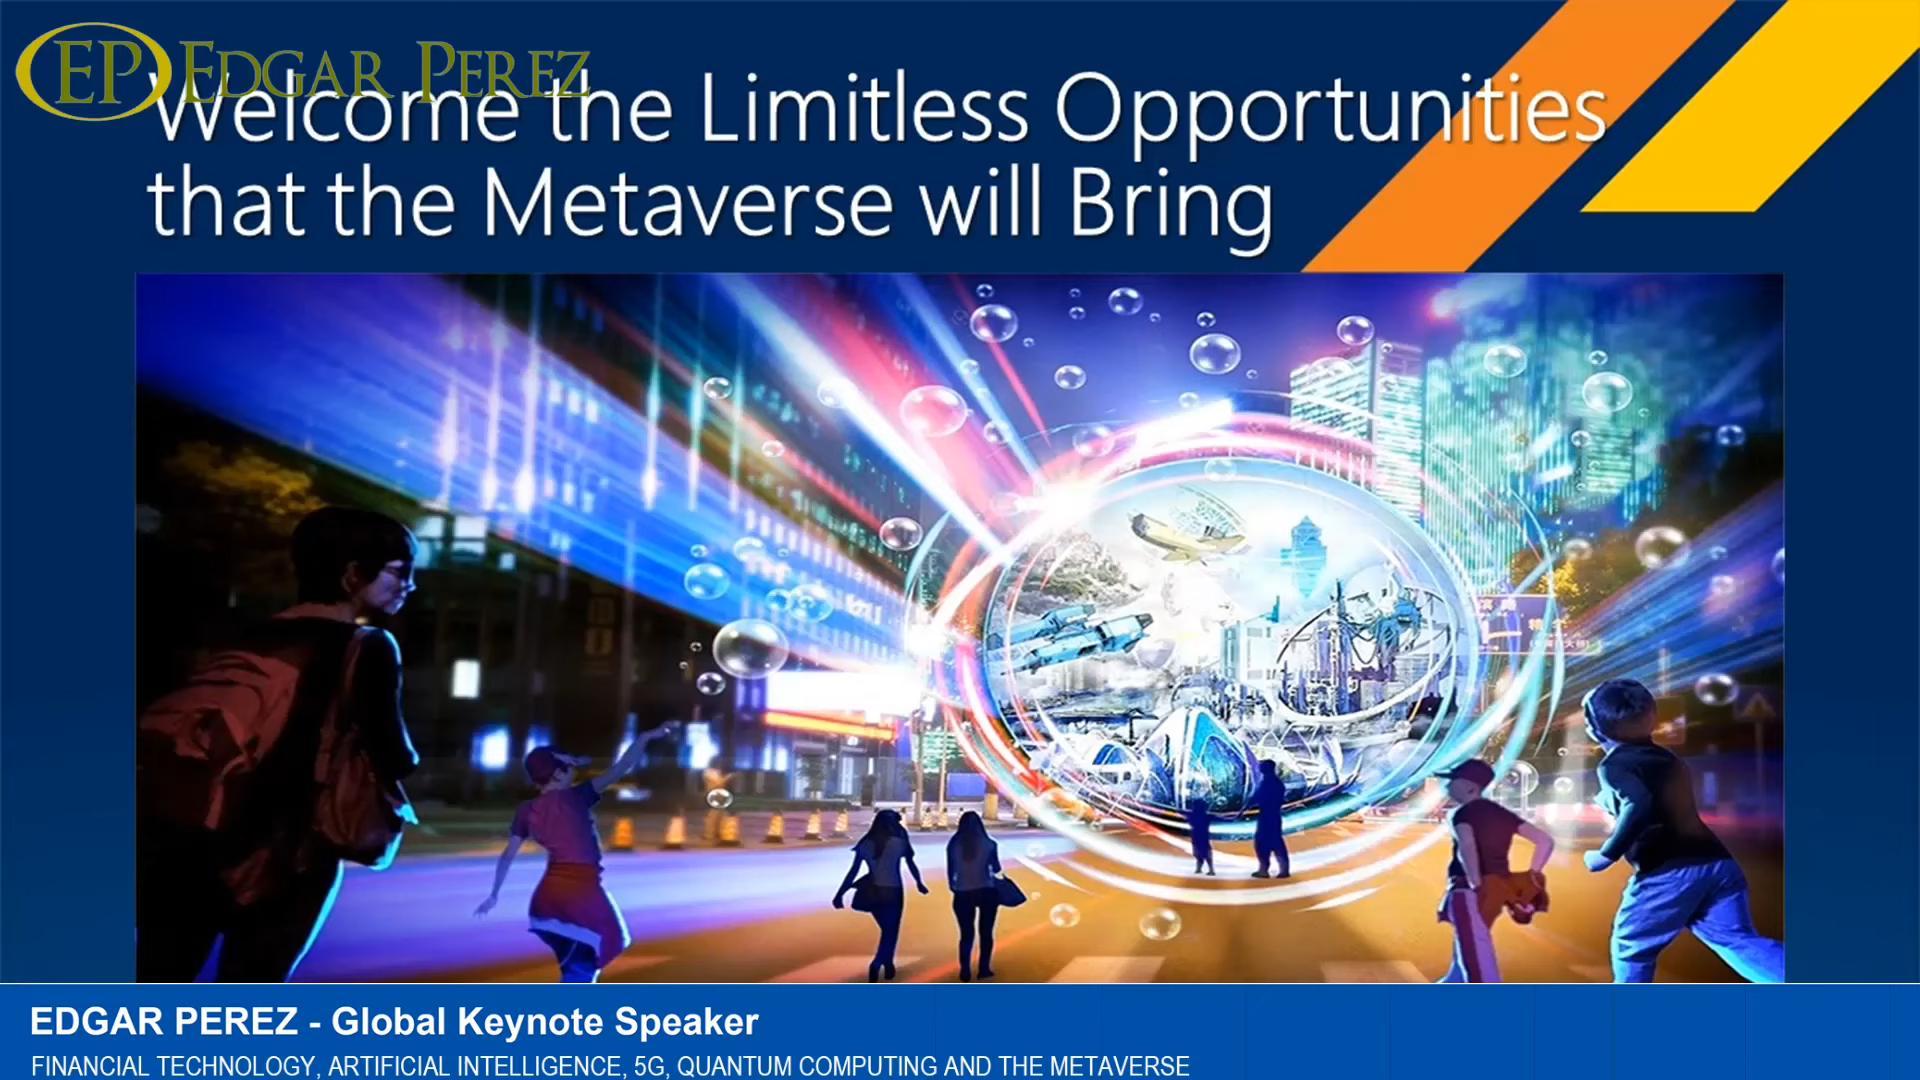 EP EDGAR PEREZ
Welcome the Limitless Opportunities
that the Metaverse will Bring
EDGAR PEREZ - Global Keynote Speaker
FINANCIAL TECHNOLOGY, ARTIFICIAL INTELLIGENCE, 5G, QUANTUM COMPUTING AND THE METAVERSE